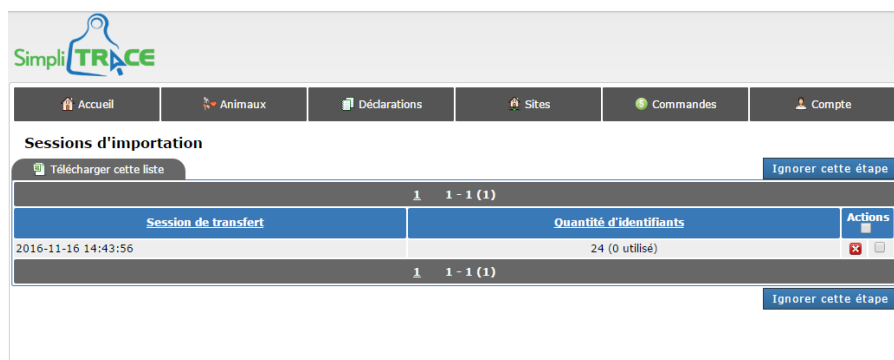 SimpliTRACE
Accueil Animaux Déclarations Sites Commandes Compte
Sessions d'importation
Télécharger cette liste Ignorer cette étape
1 1 - 1 (1)
Session de transfert Quantité d'identifiants Actions
2016-11-16 14:43:56 24 (0 utilisé)
1 1 - 1 (1)
Ignorer cette étape